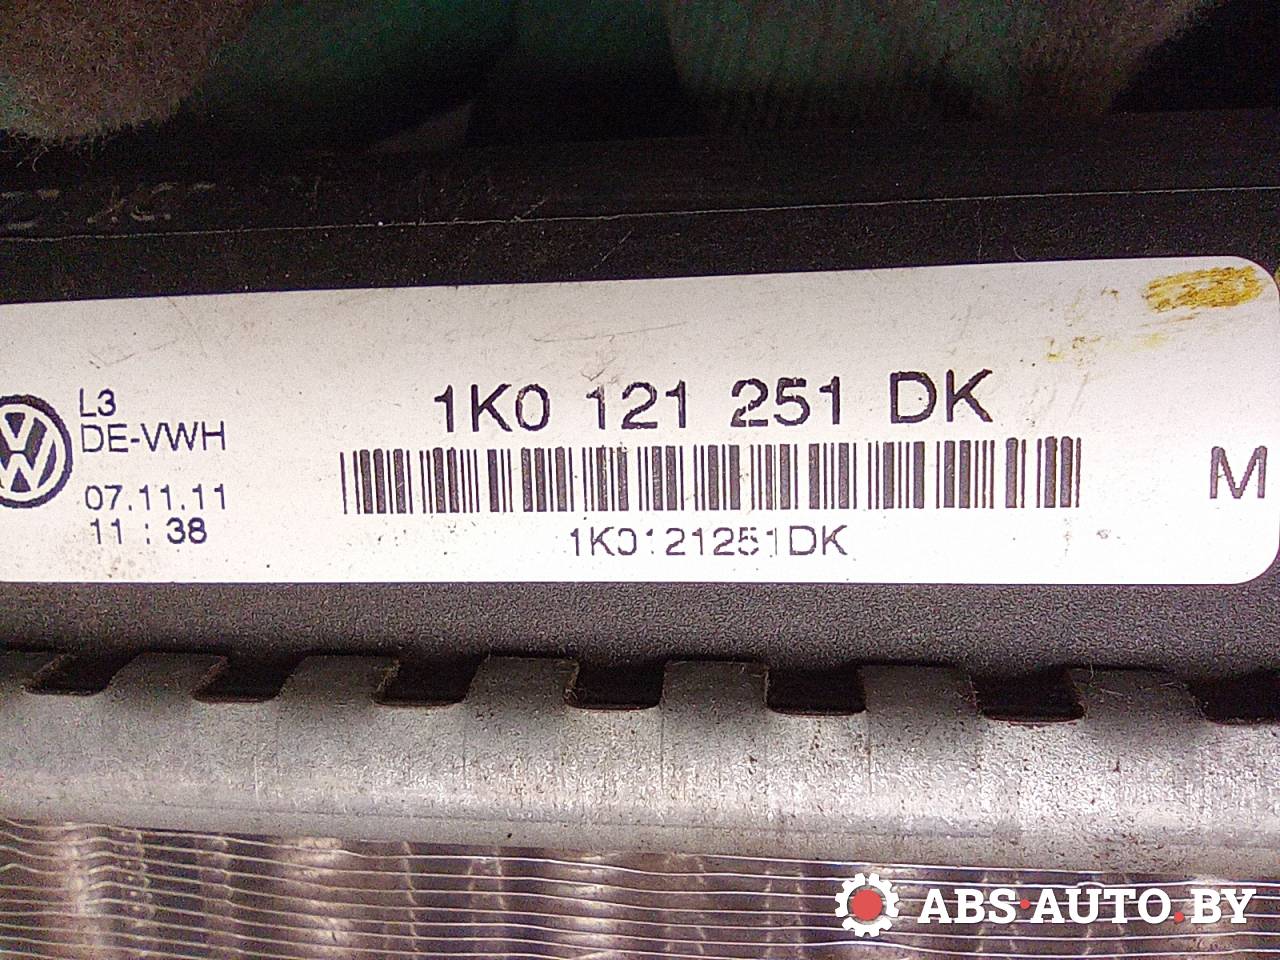 L3
DE-VWH
07.11.11
11 : 38
1K0 121 251 DK
1K0121251DK
M
ABS·AUTO.BY